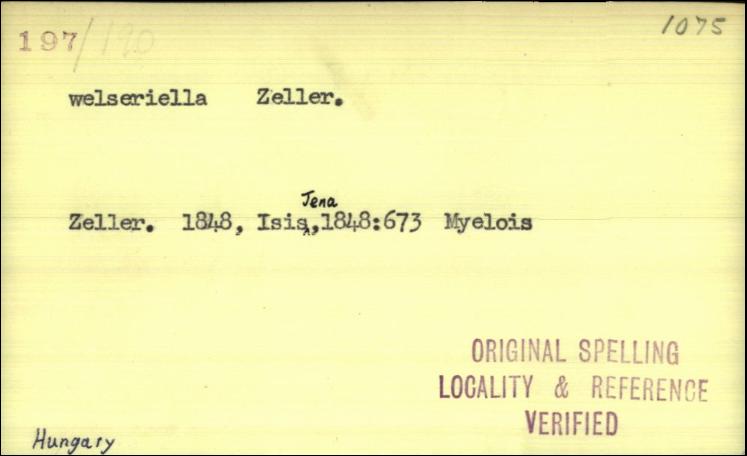 197/190 1075
welseriella Zeller.
Jena
Zeller. 1848, Isis,1848:673 Myelois
ORIGINAL SPELLING
LOCALITY & REFERENCE
VERIFIED
Hungary